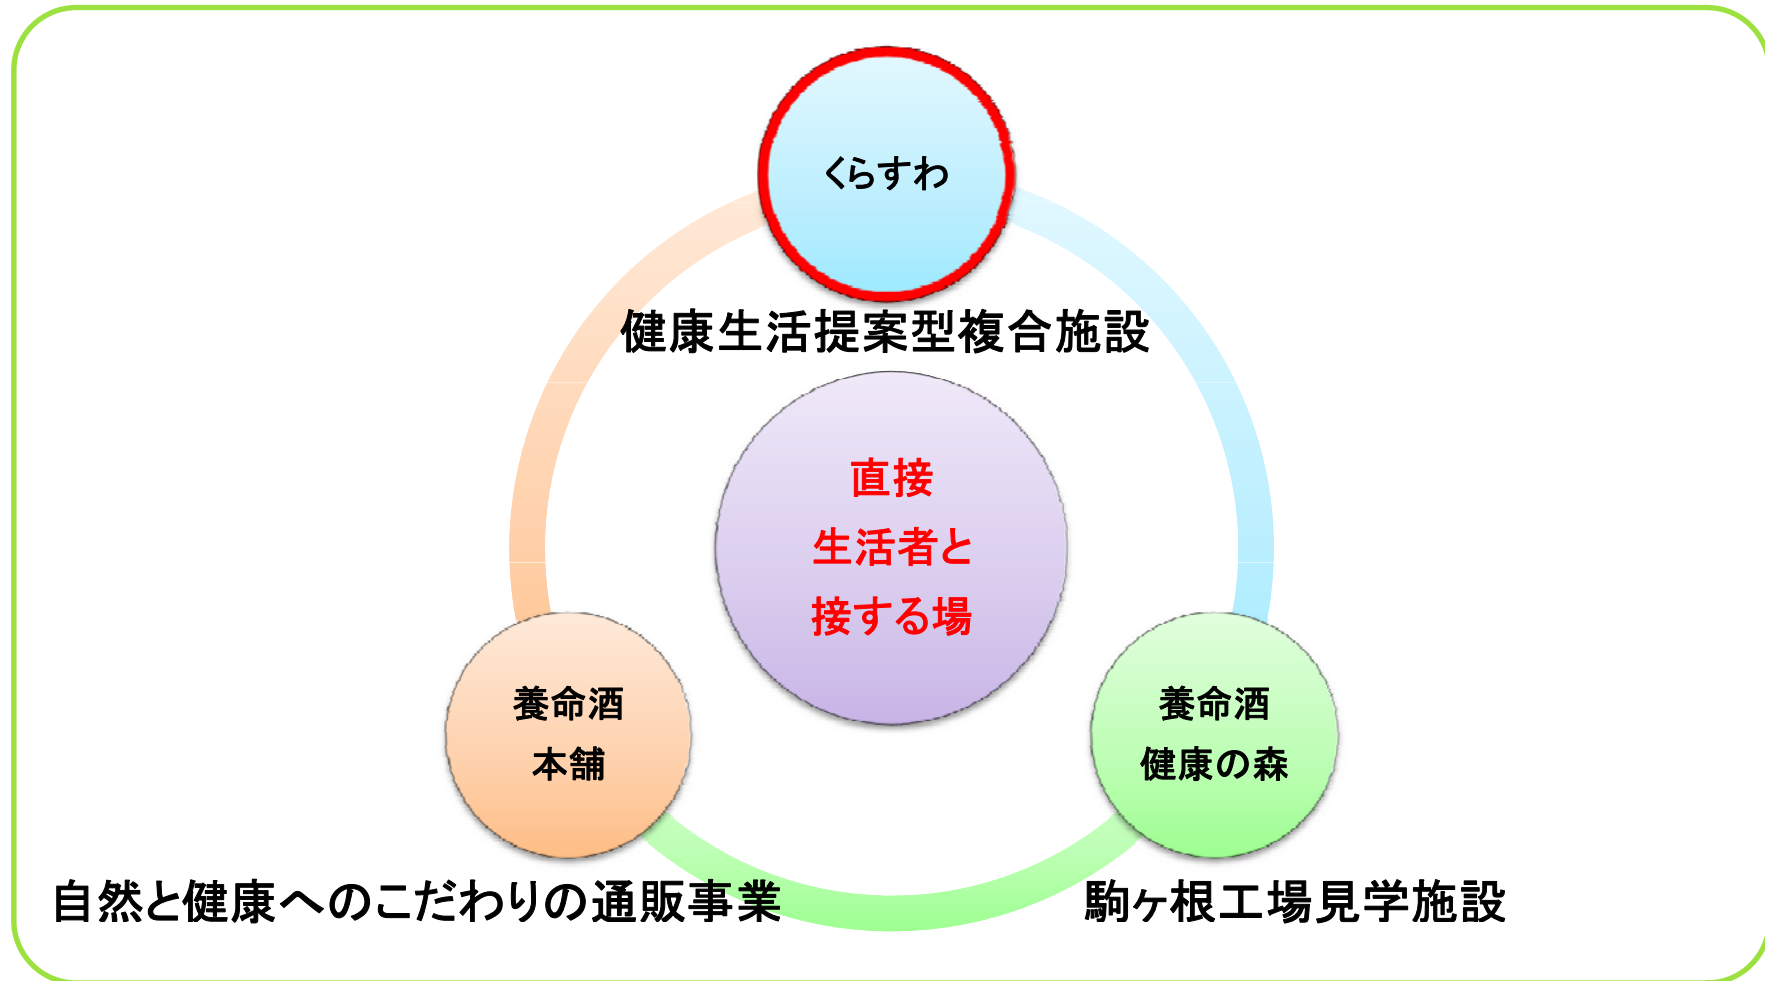 くらすわ
健康生活提案型複合施設
直接
生活者と
接する場
養命酒
本舗
養命酒
健康の森
自然と健康へのこだわりの通販事業
駒ヶ根工場見学施設